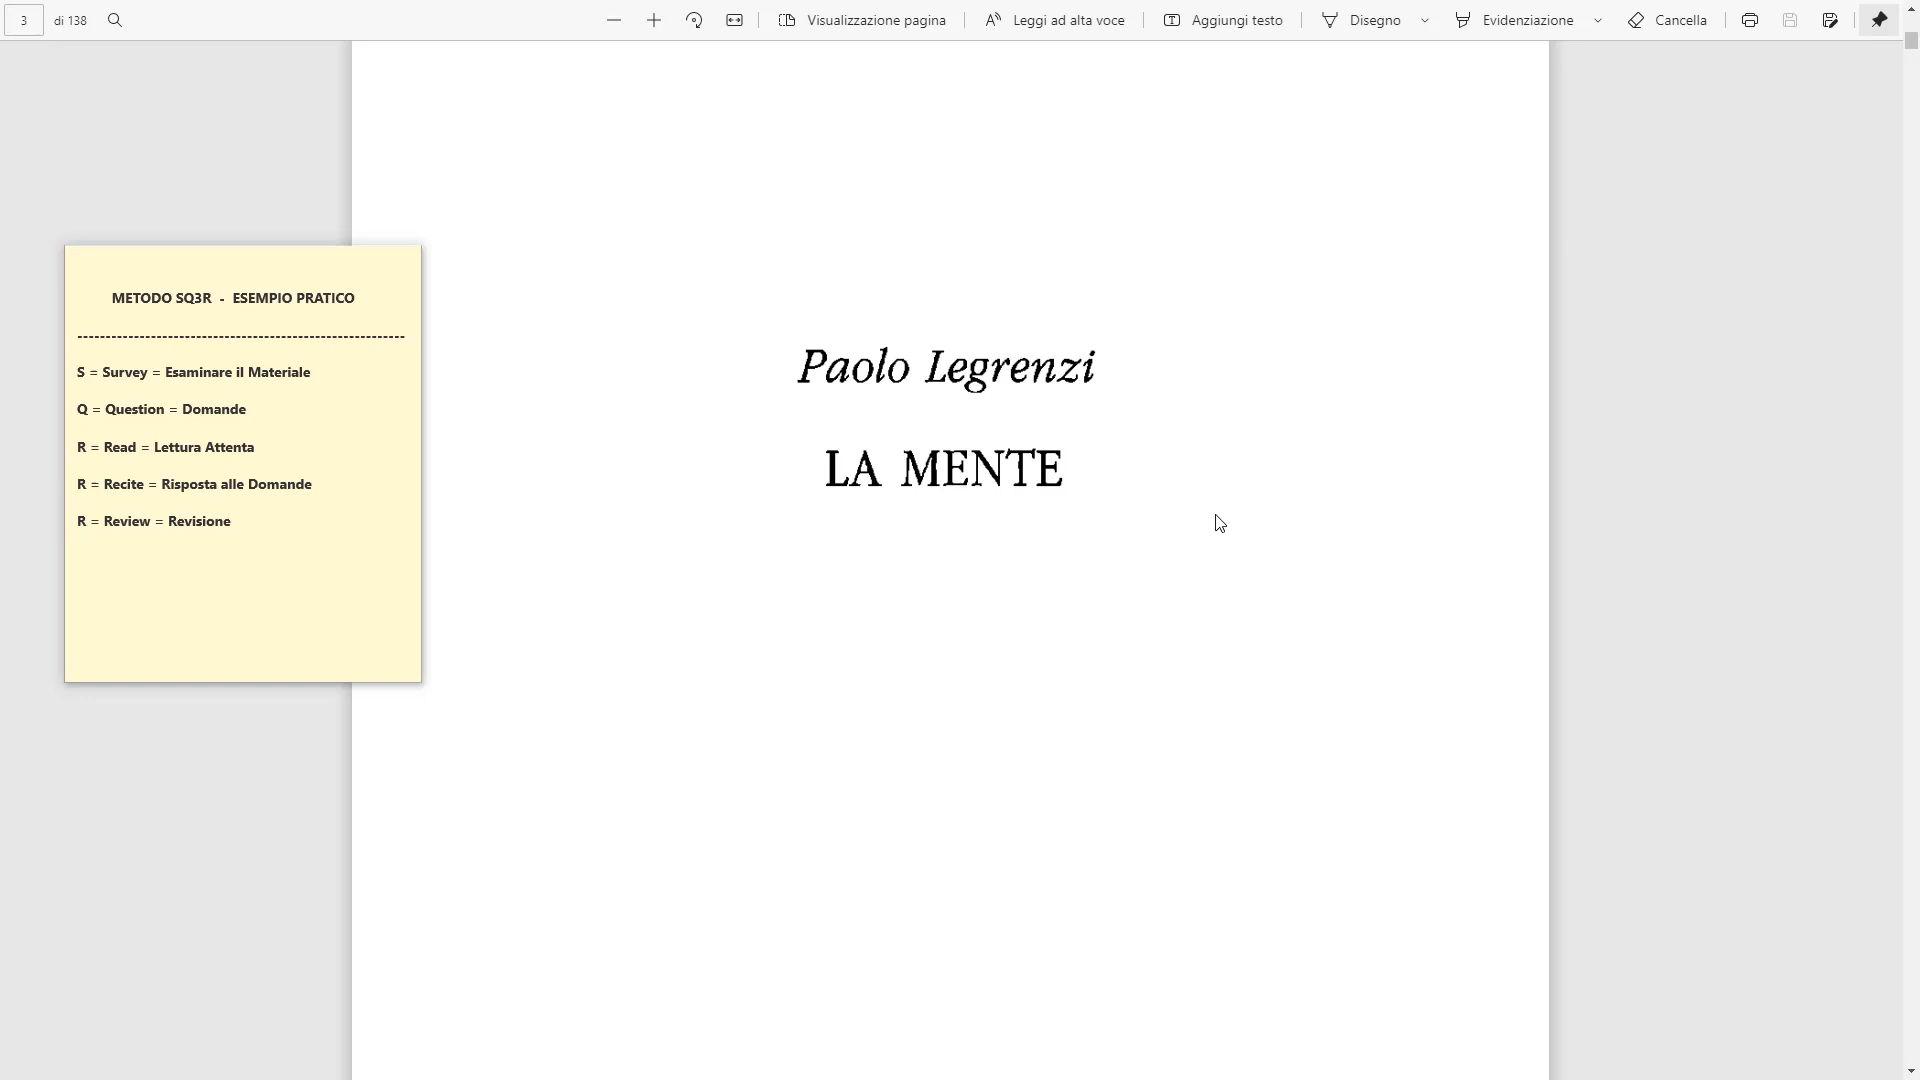 3 di 138 Visualizzazione pagina Leggi ad alta voce Aggiungi testo Disegno Evidenziazione Cancella
METODO SQ3R - ESEMPIO PRATICO
-----------------------------------------------------------
S = Survey = Esaminare il Materiale
Q = Question = Domande
R = Read = Lettura Attenta
R = Recite = Risposta alle Domande
R = Review = Revisione
Paolo Legrenzi
LA MENTE